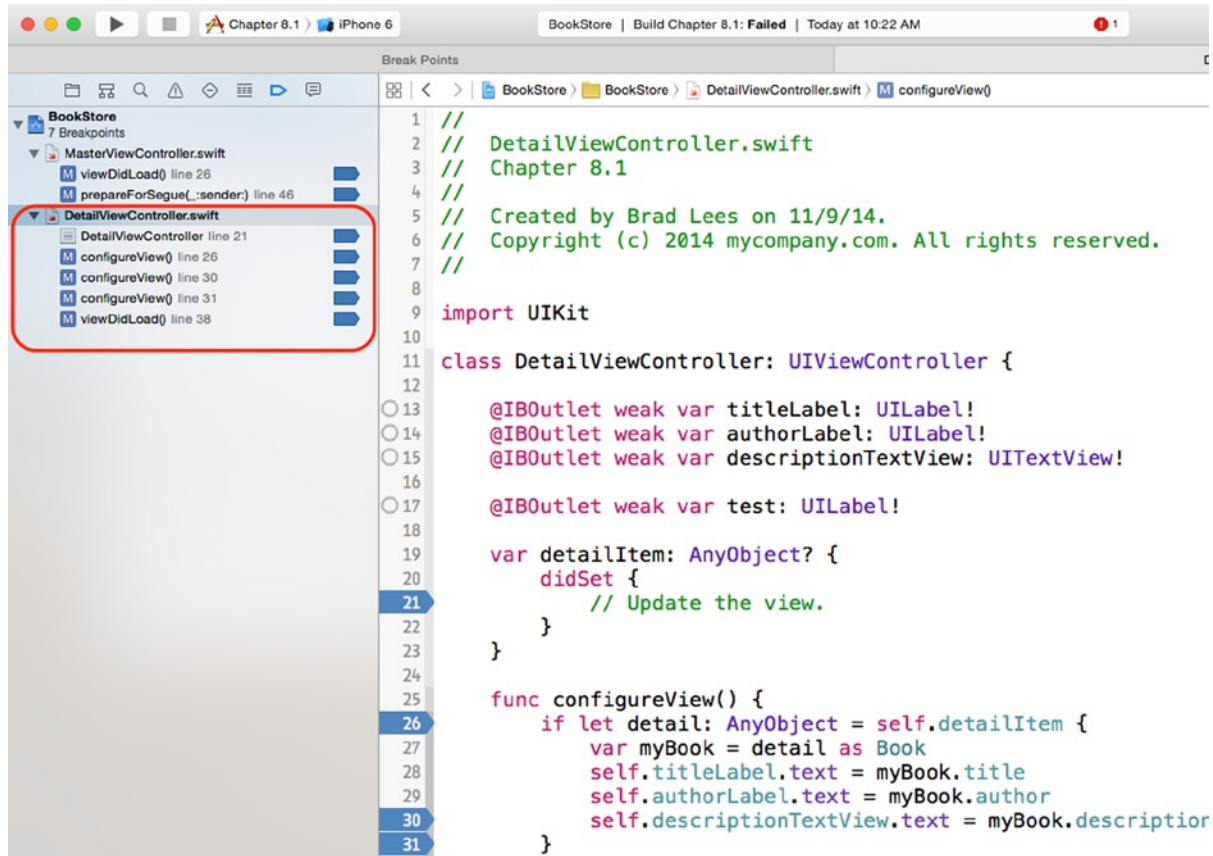 Chapter 8.1 〉 iPhone 6
BookStore | Build Chapter 8.1: Failed | Today at 10:22 AM
1
Break Points
D
BookStore 〉 BookStore 〉 DetailViewController.swift 〉 M configureView()
BookStore
7 Breakpoints
MasterViewController.swift
M viewDidLoad() line 26
M prepareForSegue(_:sender:) line 46
DetailViewController.swift
DetailViewController line 21
M configureView() line 26
M configureView() line 30
M configureView() line 31
M viewDidLoad() line 38
1 //
2 //  DetailViewController.swift
3 //  Chapter 8.1
4 //
5 //  Created by Brad Lees on 11/9/14.
6 //  Copyright (c) 2014 mycompany.com. All rights reserved.
7 //
8
9 import UIKit
10
11 class DetailViewController: UIViewController {
12
13     @IBOutlet weak var titleLabel: UILabel!
14     @IBOutlet weak var authorLabel: UILabel!
15     @IBOutlet weak var descriptionTextView: UITextView!
16
17     @IBOutlet weak var test: UILabel!
18
19     var detailItem: AnyObject? {
20         didSet {
21             // Update the view.
22         }
23     }
24
25     func configureView() {
26         if let detail: AnyObject = self.detailItem {
27             var myBook = detail as Book
28             self.titleLabel.text = myBook.title
29             self.authorLabel.text = myBook.author
30             self.descriptionTextView.text = myBook.description
31         }